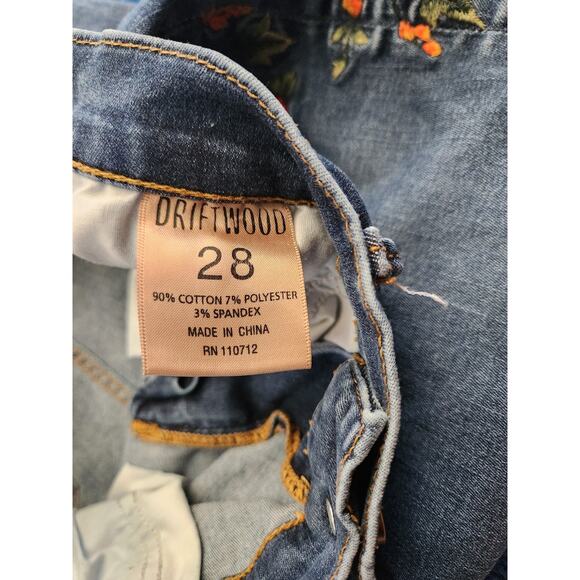 DRIFTWOOD
28
90% COTTON 7% POLYESTER
3% SPANDEX
MADE IN CHINA
RN 110712